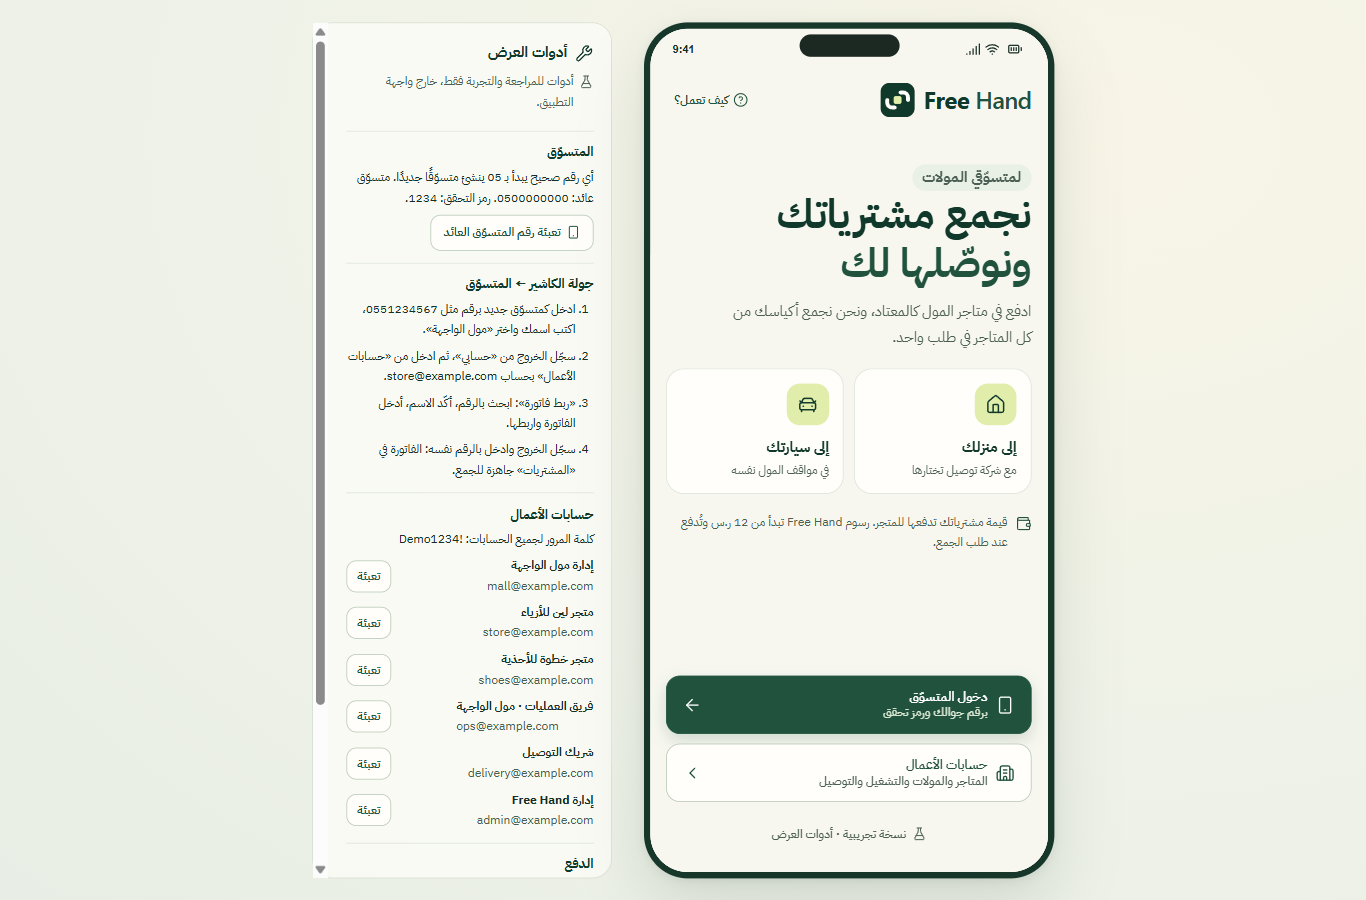 9:41
Free Hand
كيف تعمل؟
لمتسوّقي المولات
نجمع مشترياتك
ونوصّلها لك
ادفع في متاجر المول كالمعتاد، ونحن نجمع أكياسك من
كل المتاجر في طلب واحد.
إلى منزلك
مع شركة توصيل تختارها
إلى سيارتك
في مواقف المول نفسه
قيمة مشترياتك تدفعها للمتجر. رسوم Free Hand تبدأ من 12 ر.س وتُدفع
عند طلب الجمع.
دخول المتسوّق
برقم جوالك ورمز تحقق
حسابات الأعمال
المتاجر والمولات والتشغيل والتوصيل
نسخة تجريبية · أدوات العرض
أدوات العرض
أدوات للمراجعة والتجربة فقط، خارج واجهة
التطبيق.
المتسوّق
أي رقم صحيح يبدأ بـ 05 ينشئ متسوّقًا جديدًا. متسوّق
عائد: 0500000000. رمز التحقق: 1234.
تعبئة رقم المتسوّق العائد
جولة الكاشير ← المتسوّق
1. ادخل كمتسوّق جديد برقم مثل 0551234567،
اكتب اسمك واختر «مول الواجهة».
2. سجّل الخروج من «حسابي»، ثم ادخل من «حسابات
الأعمال» بحساب store@example.com.
3. «ربط فاتورة»: ابحث بالرقم، أكّد الاسم، أدخل
الفاتورة واربطها.
4. سجّل الخروج وادخل بالرقم نفسه: الفاتورة في
«المشتريات» جاهزة للجمع.
حسابات الأعمال
كلمة المرور لجميع الحسابات: Demo1234!
إدارة مول الواجهة
mall@example.com
تعبئة
متجر لين للأزياء
store@example.com
تعبئة
متجر خطوة للأحذية
shoes@example.com
تعبئة
فريق العمليات · مول الواجهة
ops@example.com
تعبئة
شريك التوصيل
delivery@example.com
تعبئة
إدارة Free Hand
admin@example.com
تعبئة
الدفع